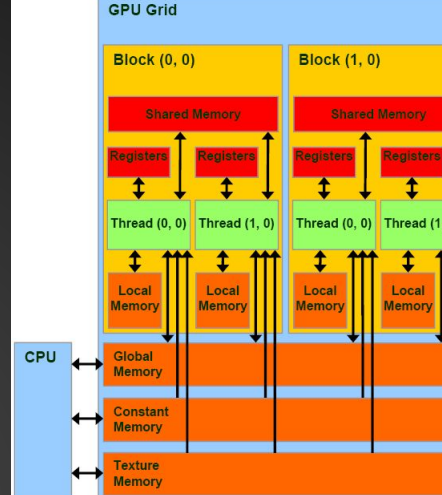 GPU Grid
Block (0, 0)
Block (1, 0)
Shared Memory
Shared Memory
Registers
Registers
Registers
Registers
Thread (0, 0)
Thread (1, 0)
Thread (0, 0)
Thread (1
Local
Memory
Local
Memory
Local
Memory
Local
Memory
CPU
Global
Memory
Constant
Memory
Texture
Memory